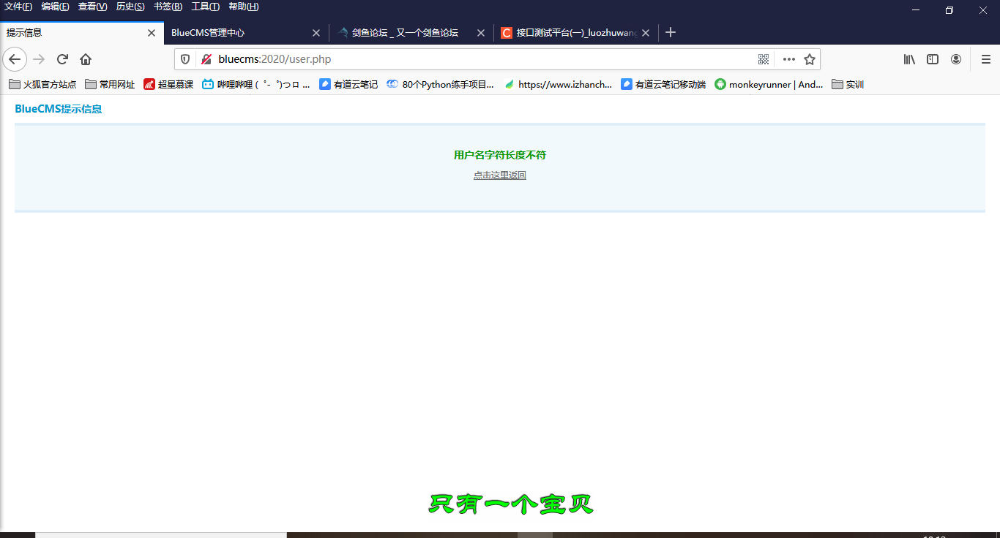 文件(F) 编辑(E) 查看(V) 历史(S) 书签(B) 工具(T) 帮助(H)
提示信息 BlueCMS管理中心 剑鱼论坛 _ 又一个剑鱼论坛 接口测试平台(一)_luozhuwang
bluecms:2020/user.php
火狐官方站点 常用网址 超星慕课 哔哩哔哩 ( ゜- ゜)つロ ... 有道云笔记 80个Python练手项目... https://www.izhanch... 有道云笔记移动端 monkeyrunner | And... 实训
BlueCMS提示信息
用户名字符长度不符
点击这里返回
只有一个宝贝